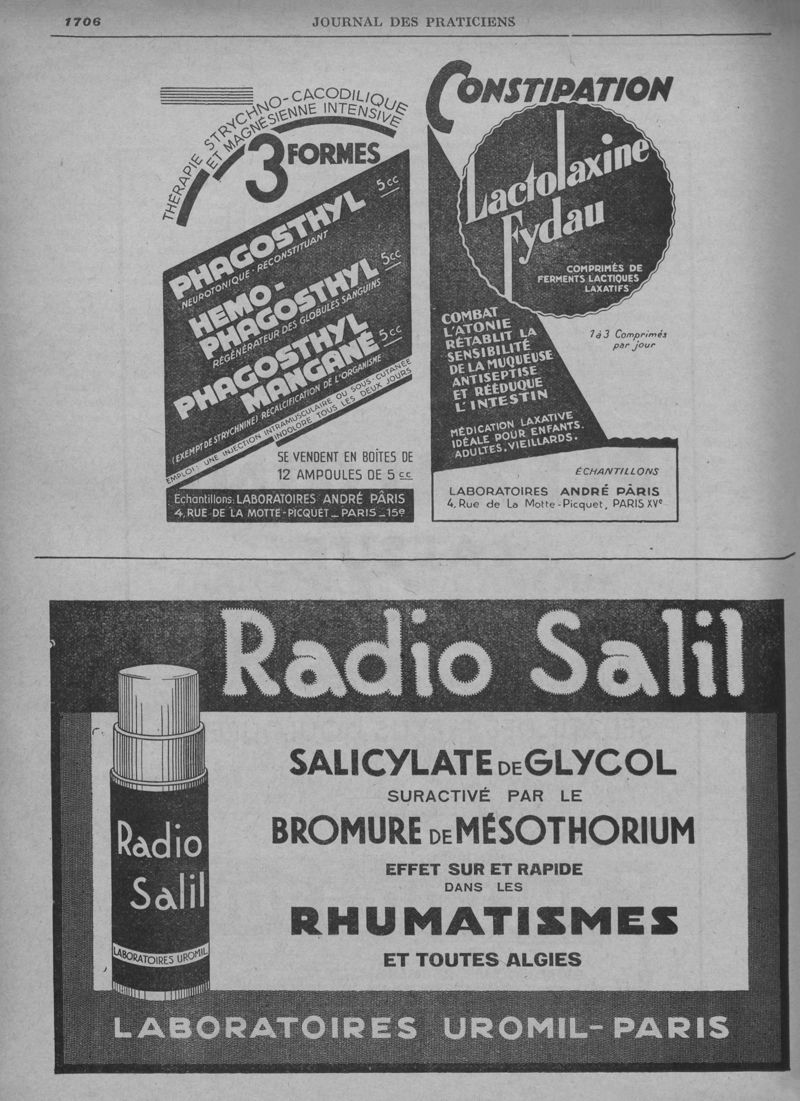 1706
JOURNAL DES PRATICIENS
THÉRAPIE STRYCHNO-CACODILIQUE
ET MAGNÉSIENNE INTENSIVE
3 FORMES
PHAGOSTHYL 5cc
NEUROTONIQUE-RECONSTITUANT
HEMO-
PHAGOSTHYL 5cc
RÉGÉNÉRATEUR DES GLOBULES SANGUINS
PHAGOSTHYL
MANGANÉ 5cc
(EXEMPT DE STRYCHNINE) RECALCIFICATION DE L'ORGANISME
EMPLOI: UNE INJECTION INTRAMUSCULAIRE OU SOUS-CUTANÉE
INDOLORE TOUS LES DEUX JOURS
SE VENDENT EN BOÎTES DE
12 AMPOULES DE 5 cc
Echantillons: LABORATOIRES ANDRÉ PÂRIS
4, RUE DE LA MOTTE-PICQUET_PARIS_15e
CONSTIPATION
Lactolaxine
Fydau
COMPRIMÉS DE
FERMENTS LACTIQUES
LAXATIFS
COMBAT
L'ATONIE
RÉTABLIT LA
SENSIBILITÉ
DE LA MUQUEUSE
ANTISEPTISE
ET RÉÉDUQUE
L'INTESTIN
1 à 3 Comprimés
par jour
MÉDICATION LAXATIVE
IDÉALE POUR ENFANTS.
ADULTES. VIEILLARDS.
ÉCHANTILLONS
LABORATOIRES ANDRÉ PÂRIS
4, Rue de La Motte-Picquet, PARIS XVe
Radio Salil
SALICYLATE DE GLYCOL
SURACTIVÉ PAR LE
BROMURE DE MÉSOTHORIUM
EFFET SUR ET RAPIDE
DANS LES
RHUMATISMES
ET TOUTES ALGIES
Radio
Salil
LABORATOIRES UROMIL
LABORATOIRES UROMIL-PARIS